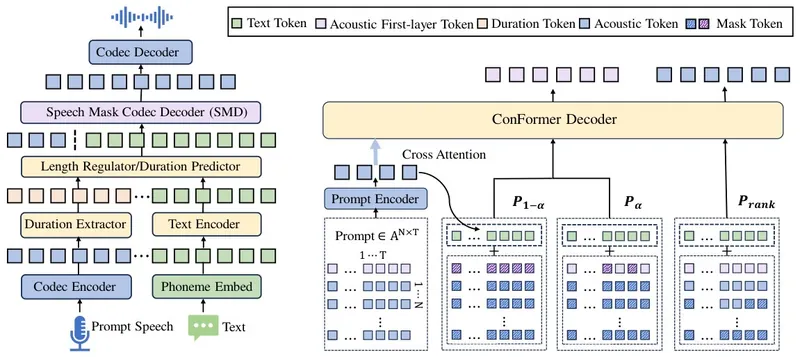 Text Token
Acoustic First-layer Token
Duration Token
Acoustic Token
Mask Token
Codec Decoder
Speech Mask Codec Decoder (SMD)
Length Regulator/Duration Predictor
Duration Extractor
Text Encoder
Codec Encoder
Phoneme Embed
Prompt Speech
Text
ConFormer Decoder
Cross Attention
Prompt Encoder
P1−α
Pα
Prank
Prompt ∈ A^N×T
1 ⋯ T
1 ⋯ N